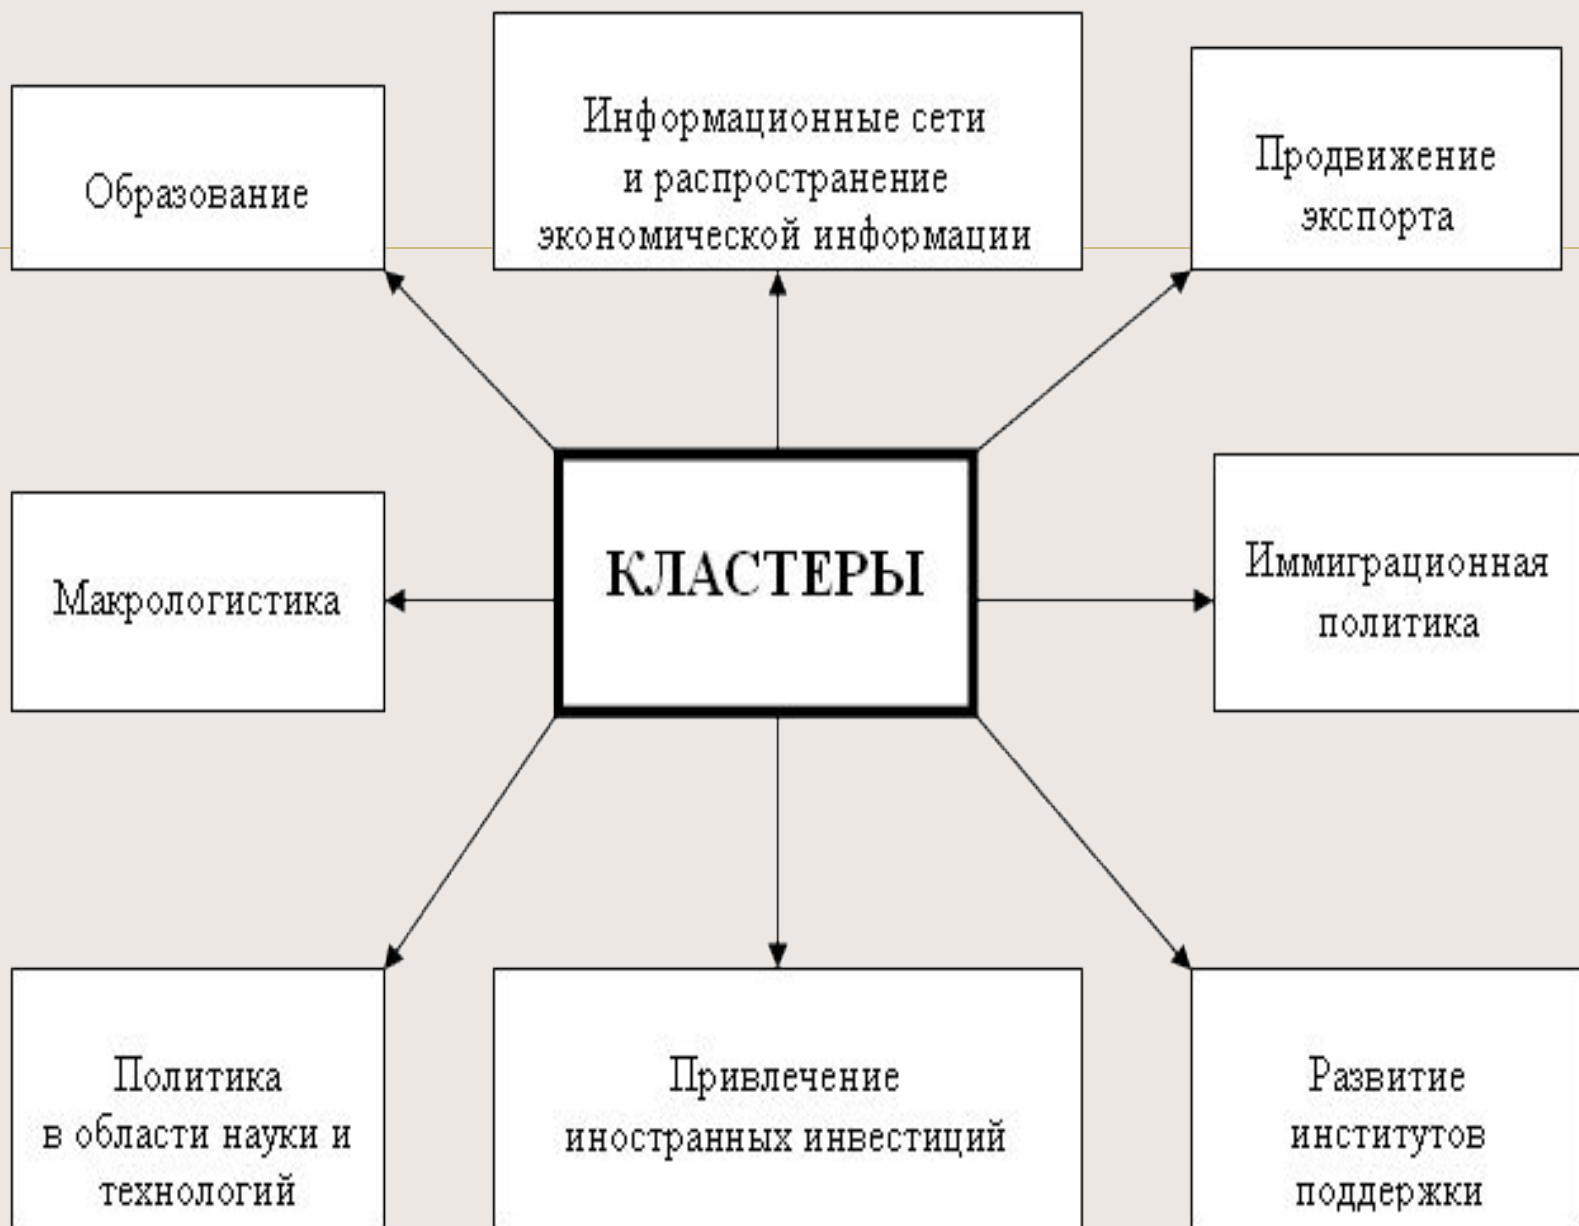 Образование
Информационные сети
и распространение
экономической информации
Продвижение
экспорта
Макрологистика
КЛАСТЕРЫ
Иммиграционная
политика
Политика
в области науки и
технологий
Привлечение
иностранных инвестиций
Развитие
институтов
поддержки